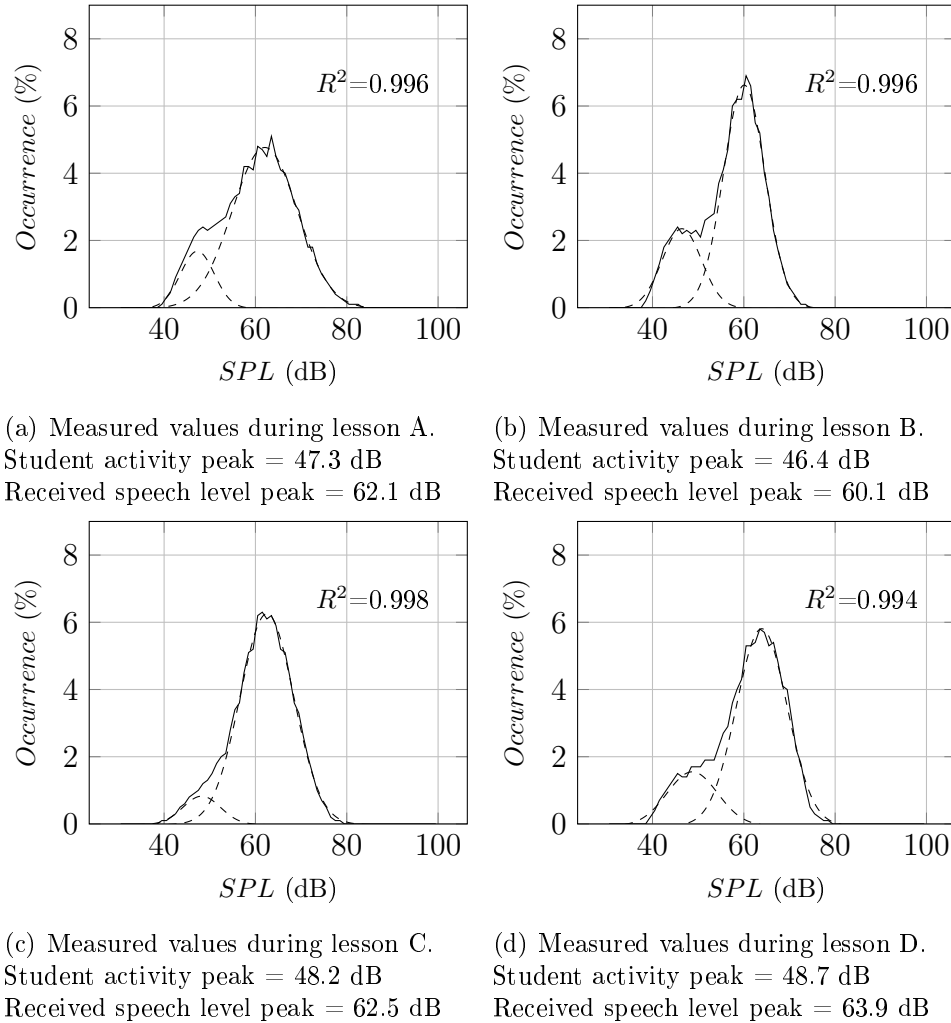 8
6
4
2
0
40 60 80 100
Occurrence (%)
SPL (dB)
R²=0.996
(a) Measured values during lesson A.
Student activity peak = 47.3 dB
Received speech level peak = 62.1 dB
8
6
4
2
0
40 60 80 100
Occurrence (%)
SPL (dB)
R²=0.996
(b) Measured values during lesson B.
Student activity peak = 46.4 dB
Received speech level peak = 60.1 dB
8
6
4
2
0
40 60 80 100
Occurrence (%)
SPL (dB)
R²=0.998
(c) Measured values during lesson C.
Student activity peak = 48.2 dB
Received speech level peak = 62.5 dB
8
6
4
2
0
40 60 80 100
Occurrence (%)
SPL (dB)
R²=0.994
(d) Measured values during lesson D.
Student activity peak = 48.7 dB
Received speech level peak = 63.9 dB